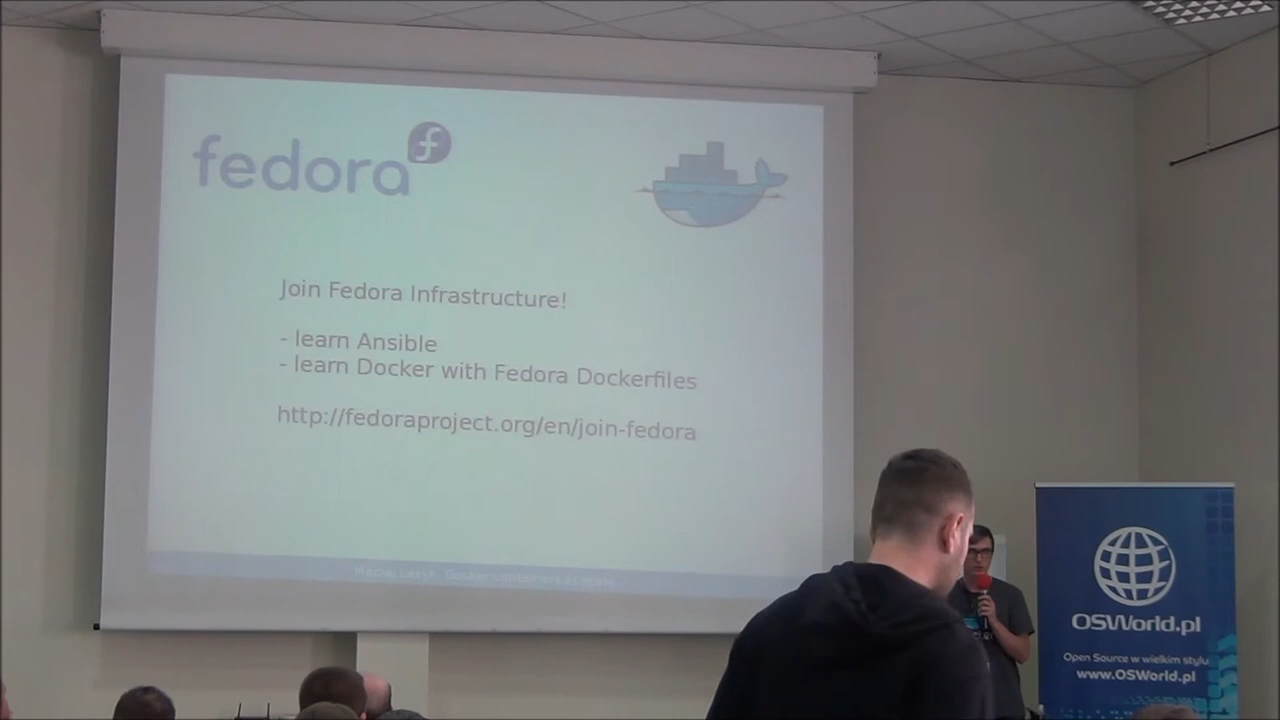 fedora
Join Fedora Infrastructure!
- learn Ansible
- learn Docker with Fedora Dockerfiles
http://fedoraproject.org/en/join-fedora
OSWorld.pl
Open Source w wielkim stylu
www.OSWorld.pl